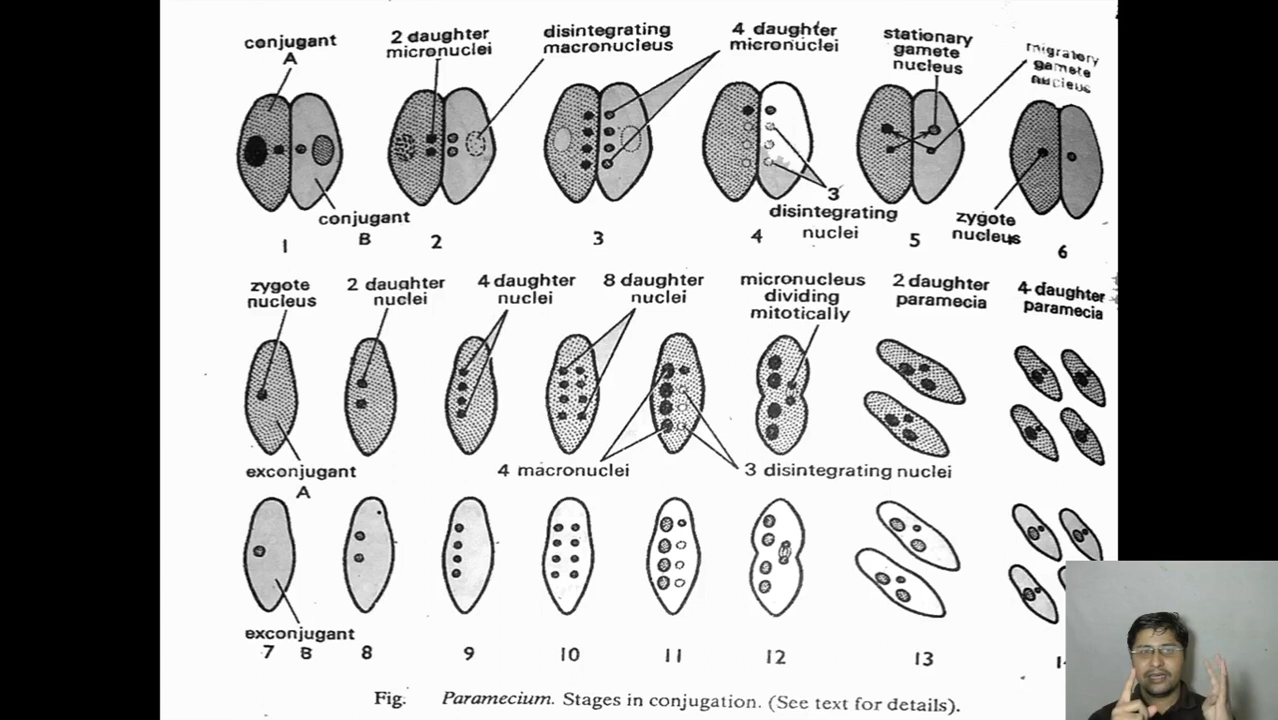 conjugant
A
2 daughter
micronuclei
disintegrating
macronucleus
4 daughter
micronuclei
stationary
gamete
nucleus
migratory
gamete
nucleus
conjugant
B
3
disintegrating
nuclei
zygote
nucleus
1
2
3
4
5
6
zygote
nucleus
2 daughter
nuclei
4 daughter
nuclei
8 daughter
nuclei
micronucleus
dividing
mitotically
2 daughter
paramecia
4 daughter
paramecia
exconjugant
A
4 macronuclei
3 disintegrating nuclei
exconjugant
B
7
8
9
10
11
12
13
Fig. Paramecium. Stages in conjugation. (See text for details).